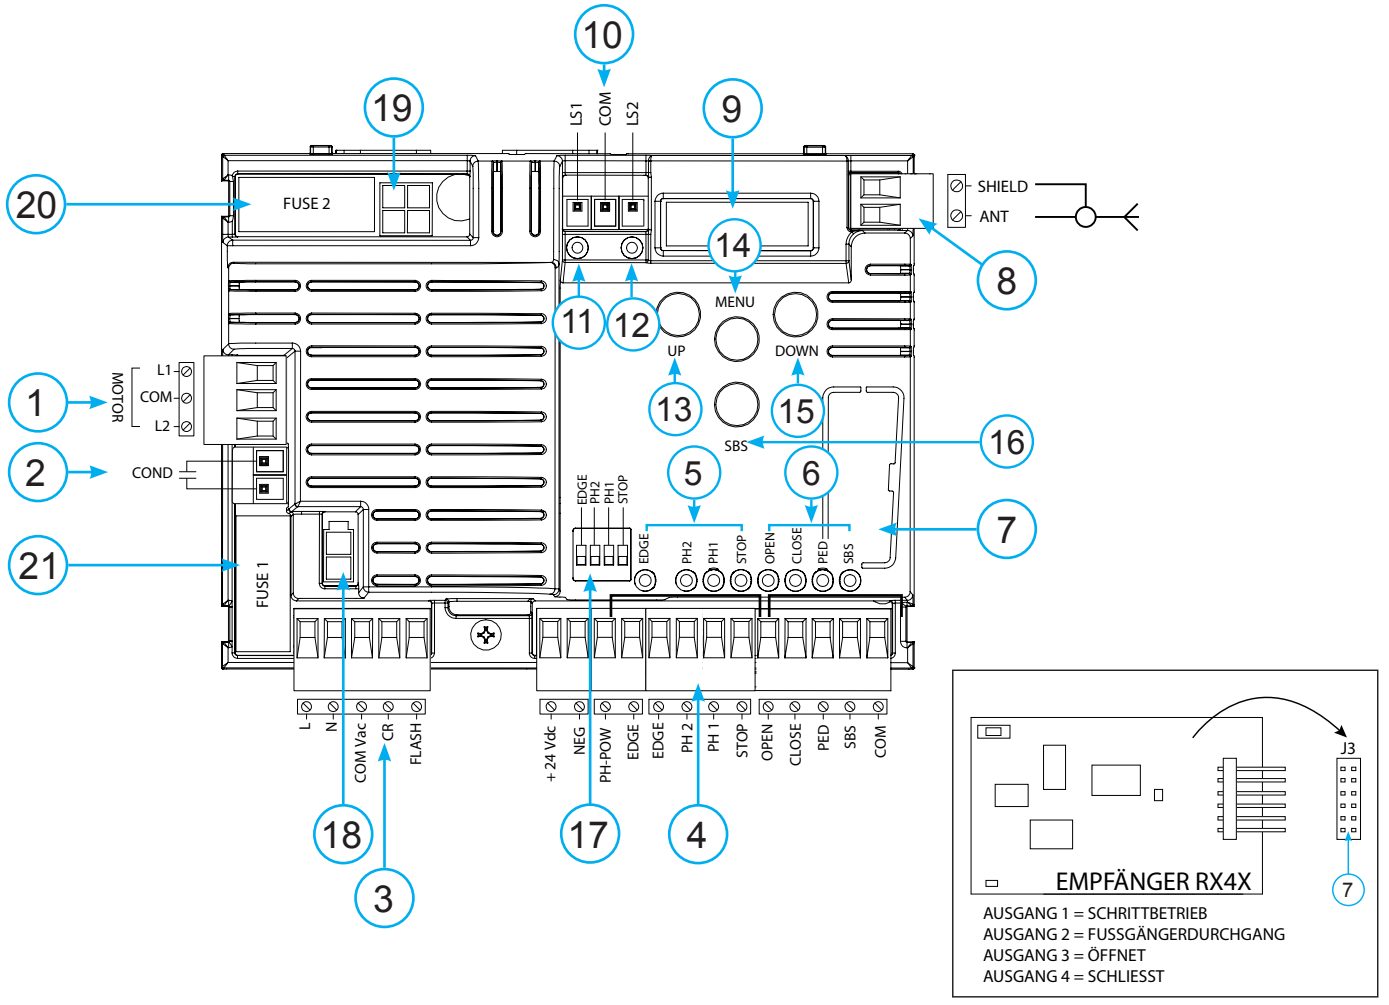 10
LS1
COM
LS2
19
9
20
FUSE 2
SHIELD
ANT
14
8
MENU
11
12
UP
DOWN
13
15
1
MOTOR
L1
COM
L2
SBS
16
2
COND
5
6
EDGE
PH2
PH1
STOP
7
EDGE
PH2
PH1
STOP
OPEN
CLOSE
PED
SBS
21
FUSE 1
L
N
COM Vac
CR
FLASH
+ 24 Vdc
NEG
PH-POW
EDGE
EDGE
PH 2
PH 1
STOP
OPEN
CLOSE
PED
SBS
COM
18
17
4
3
J3
7
EMPFÄNGER RX4X
AUSGANG 1 = SCHRITTBETRIEB
AUSGANG 2 = FUSSGÄNGERDURCHGANG
AUSGANG 3 = ÖFFNET
AUSGANG 4 = SCHLIESST